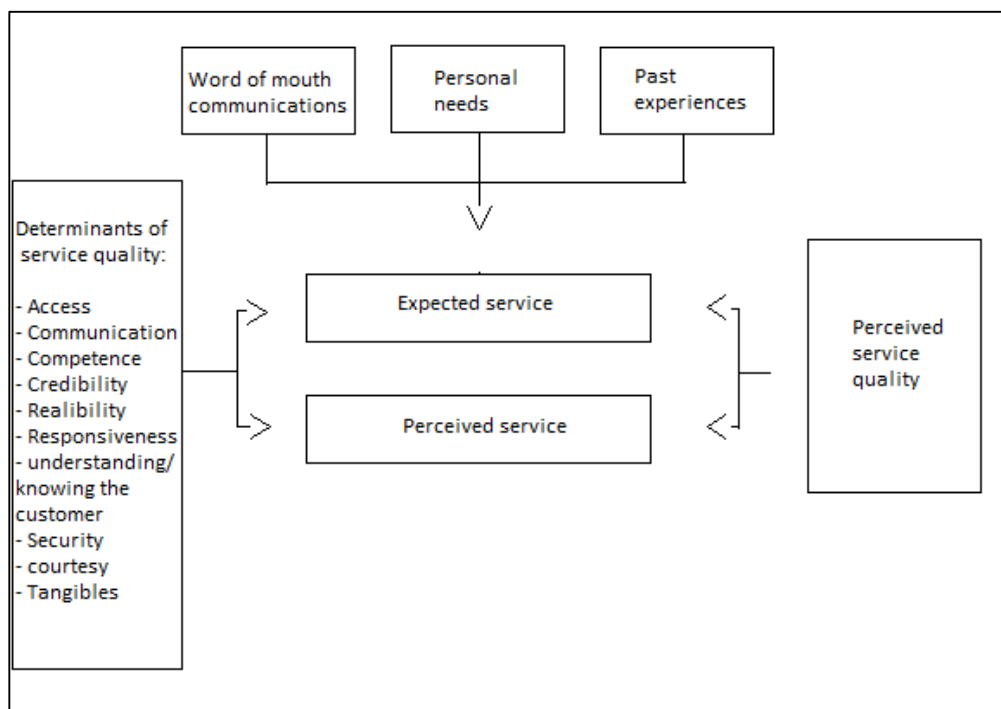 Word of mouth
communications
Personal
needs
Past
experiences
Determinants of
service quality:
- Access
- Communication
- Competence
- Credibility
- Realibility
- Responsiveness
- understanding/
knowing the
customer
- Security
- courtesy
- Tangibles
Expected service
Perceived service
Perceived
service
quality